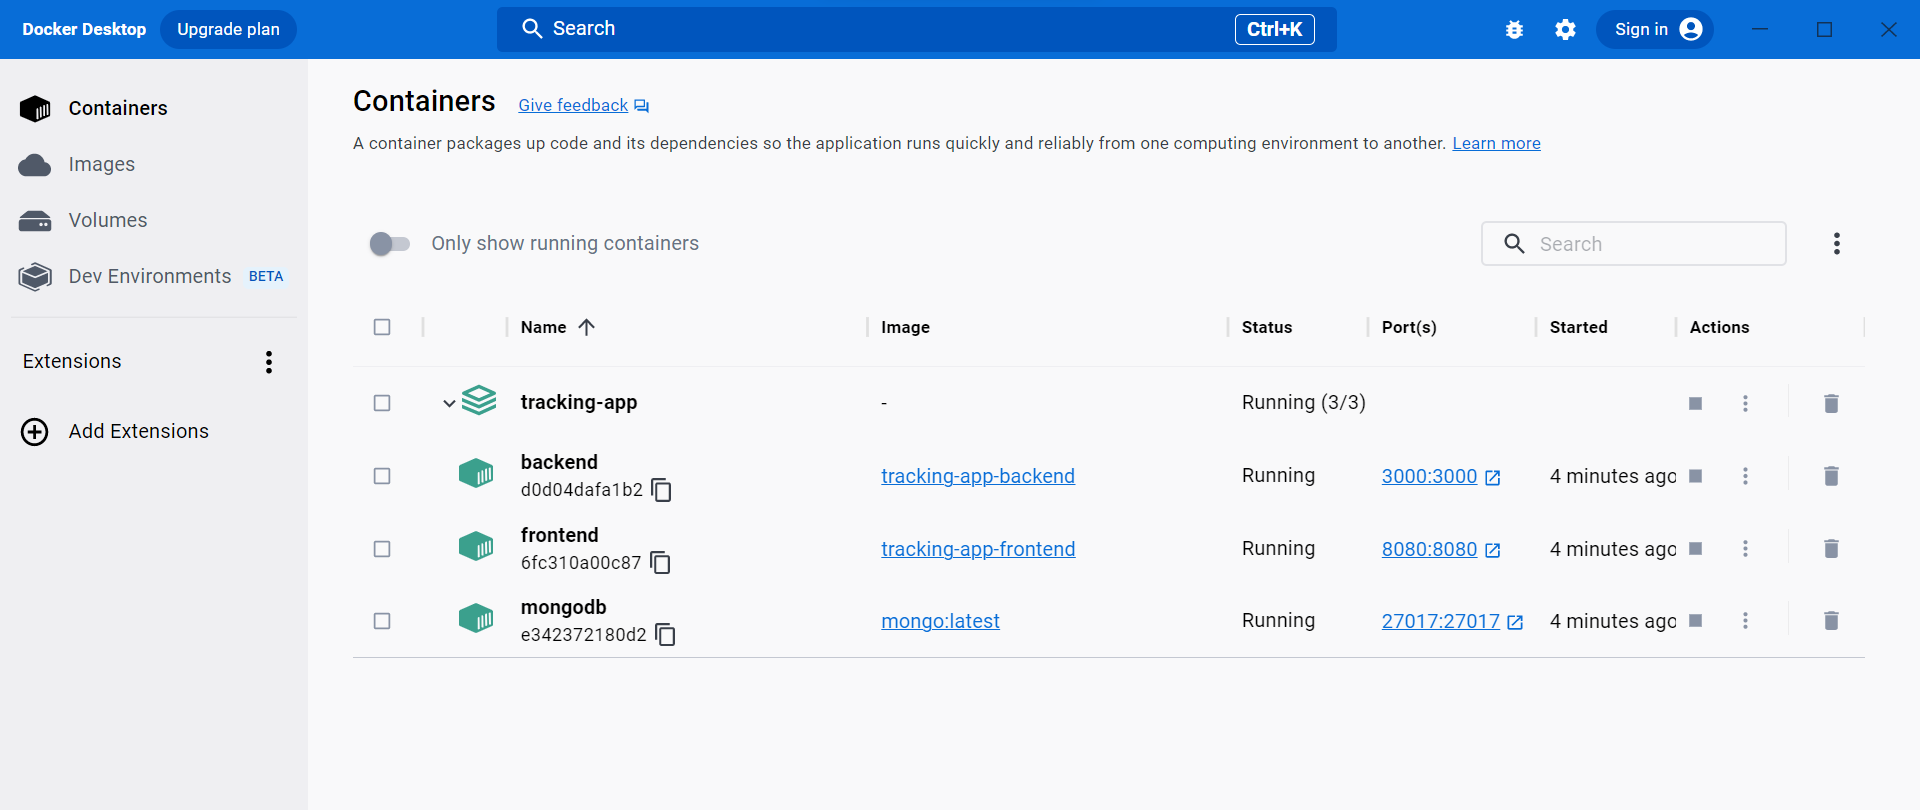 Docker Desktop Upgrade plan Search Ctrl+K Sign in
Containers
Images
Volumes
Dev Environments BETA
Extensions
Add Extensions
Containers Give feedback
A container packages up code and its dependencies so the application runs quickly and reliably from one computing environment to another. Learn more
Only show running containers Search
Name Image Status Port(s) Started Actions
tracking-app - Running (3/3)
backend
d0d04dafa1b2 tracking-app-backend Running 3000:3000 4 minutes ago
frontend
6fc310a00c87 tracking-app-frontend Running 8080:8080 4 minutes ago
mongodb
e342372180d2 mongo:latest Running 27017:27017 4 minutes ago